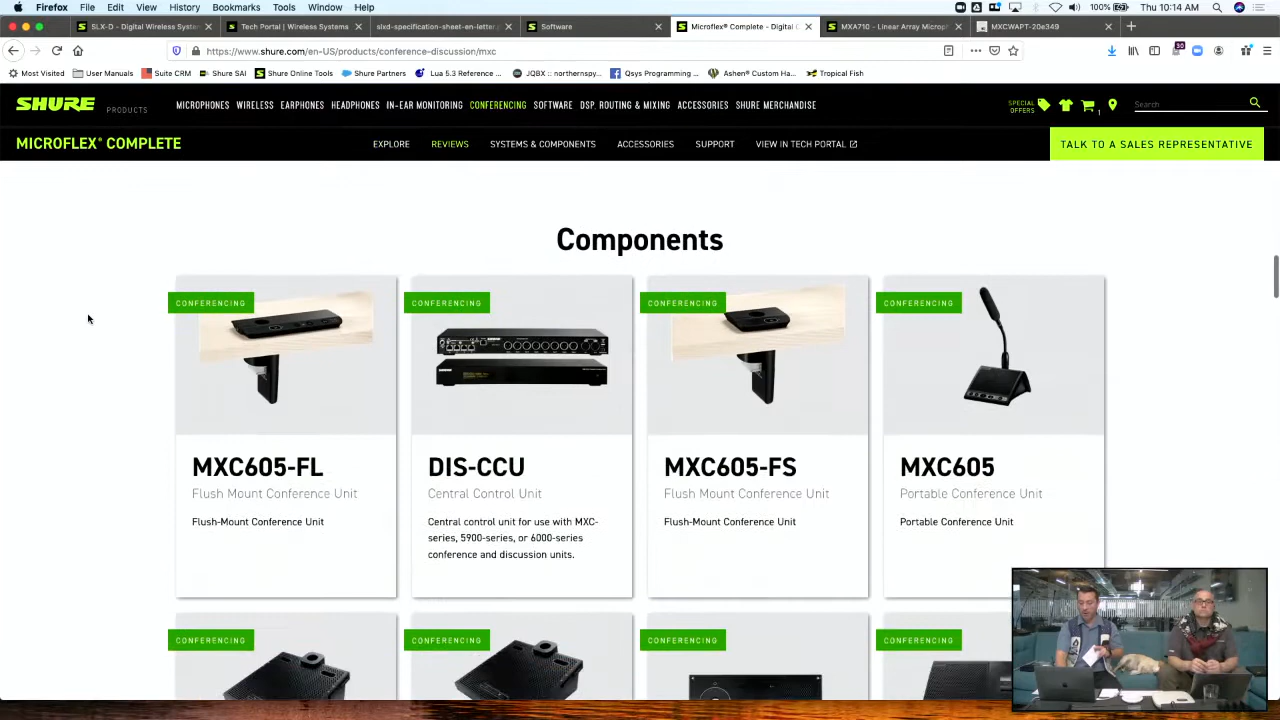 Firefox File Edit View History Bookmarks Tools Window Help 100% Thu 10:14 AM
SLX-D - Digital Wireless System Tech Portal | Wireless Systems slxd-specification-sheet-en-letter Software Microflex® Complete - Digital C MXA710 - Linear Array Microph MXCWAPT-20e349
https://www.shure.com/en-US/products/conference-discussion/mxc
Most Visited User Manuals Suite CRM Shure SAI Shure Online Tools Shure Partners Lua 5.3 Reference ... JQBX :: northernspy... Qsys Programming ... Ashen* Custom Ha... Tropical Fish
SHURE PRODUCTS MICROPHONES WIRELESS EARPHONES HEADPHONES IN-EAR MONITORING CONFERENCING SOFTWARE DSP, ROUTING & MIXING ACCESSORIES SHURE MERCHANDISE SPECIAL OFFERS 1 Search
MICROFLEX® COMPLETE EXPLORE REVIEWS SYSTEMS & COMPONENTS ACCESSORIES SUPPORT VIEW IN TECH PORTAL TALK TO A SALES REPRESENTATIVE
Components
CONFERENCING CONFERENCING CONFERENCING CONFERENCING
MXC605-FL DIS-CCU MXC605-FS MXC605
Flush Mount Conference Unit Central Control Unit Flush Mount Conference Unit Portable Conference Unit
Flush-Mount Conference Unit Central control unit for use with MXC- Flush-Mount Conference Unit Portable Conference Unit
series, 5900-series, or 6000-series
conference and discussion units.
CONFERENCING CONFERENCING CONFERENCING CONFERENCING